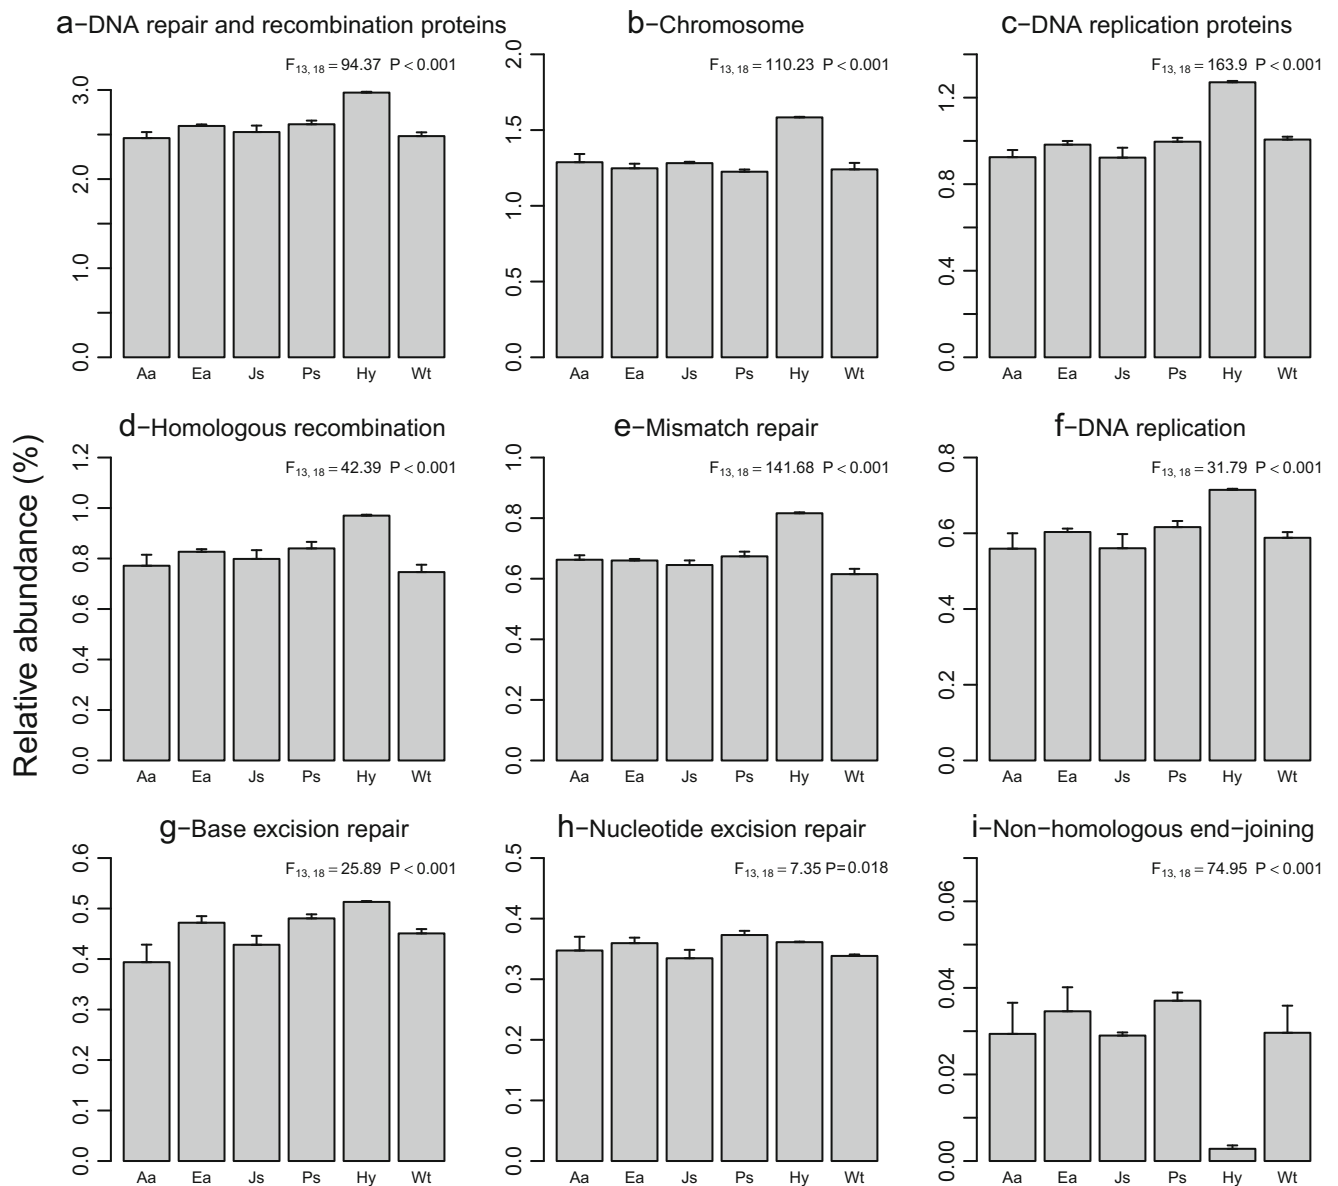 a–DNA repair and recombination proteins
F13, 18 = 94.37 P < 0.001
0.0 1.0 2.0 3.0
Aa Ea Js Ps Hy Wt
b–Chromosome
F13, 18 = 110.23 P < 0.001
0.0 0.5 1.0 1.5 2.0
Aa Ea Js Ps Hy Wt
c–DNA replication proteins
F13, 18 = 163.9 P < 0.001
0.0 0.4 0.8 1.2
Aa Ea Js Ps Hy Wt
Relative abundance (%)
d–Homologous recombination
F13, 18 = 42.39 P < 0.001
0.0 0.2 0.4 0.6 0.8 1.0 1.2
Aa Ea Js Ps Hy Wt
e–Mismatch repair
F13, 18 = 141.68 P < 0.001
0.0 0.2 0.4 0.6 0.8 1.0
Aa Ea Js Ps Hy Wt
f–DNA replication
F13, 18 = 31.79 P < 0.001
0.0 0.2 0.4 0.6 0.8
Aa Ea Js Ps Hy Wt
g–Base excision repair
F13, 18 = 25.89 P < 0.001
0.0 0.1 0.2 0.3 0.4 0.5 0.6
Aa Ea Js Ps Hy Wt
h–Nucleotide excision repair
F13, 18 = 7.35 P=0.018
0.0 0.1 0.2 0.3 0.4 0.5
Aa Ea Js Ps Hy Wt
i–Non−homologous end−joining
F13, 18 = 74.95 P < 0.001
0.00 0.02 0.04 0.06
Aa Ea Js Ps Hy Wt